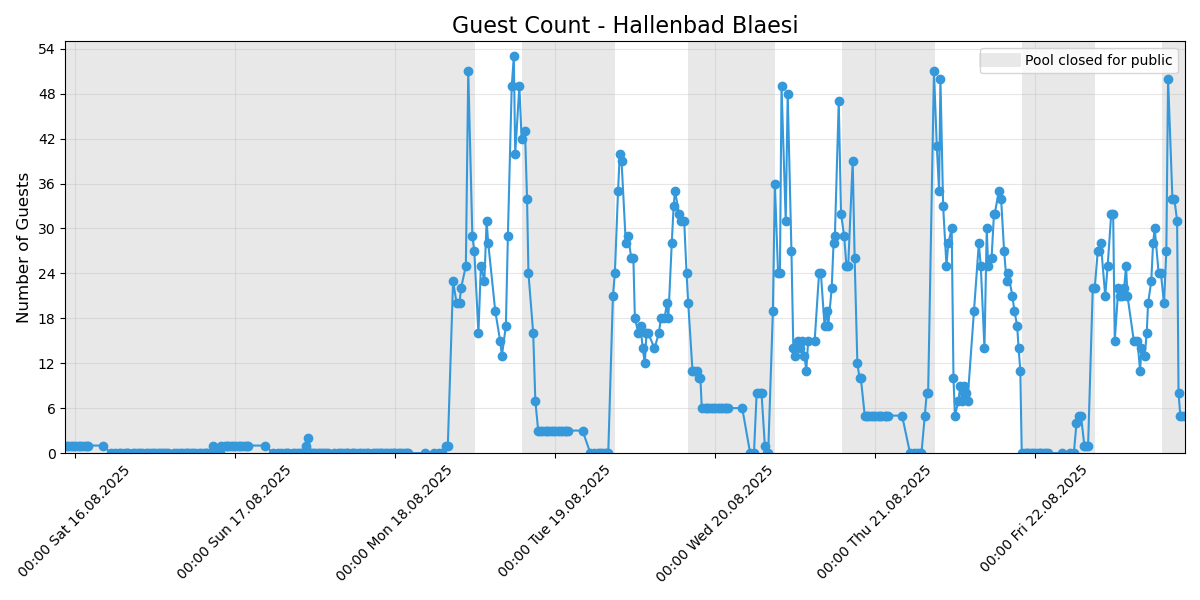 Guest Count - Hallenbad Blaesi
Pool closed for public
Number of Guests
54
48
42
36
30
24
18
12
6
0
00:00 Sat 16.08.2025
00:00 Sun 17.08.2025
00:00 Mon 18.08.2025
00:00 Tue 19.08.2025
00:00 Wed 20.08.2025
00:00 Thu 21.08.2025
00:00 Fri 22.08.2025